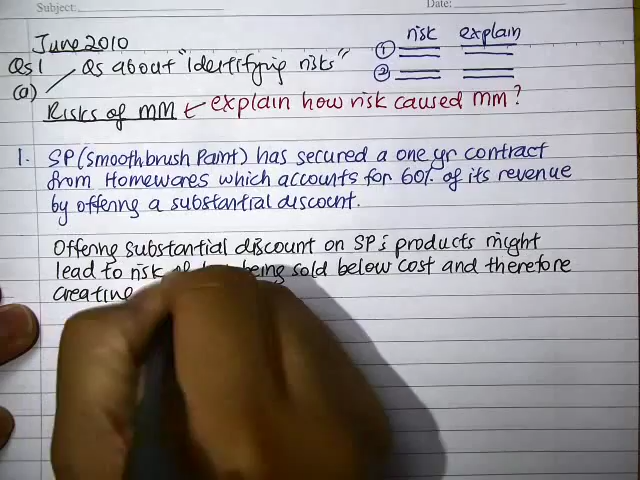 Subject:
Date:
June 2010
risk explain
①
②
Qs1 Qs about "identifying risks"
(a)
Risks of MM ← explain how risk caused MM?
1. SP (Smoothbrush Paint) has secured a one yr contract
from Homewares which accounts for 60% of its revenue
by offering a substantial discount.
Offering substantial discount on SP's products might
lead to risk being sold below cost and therefore
creating